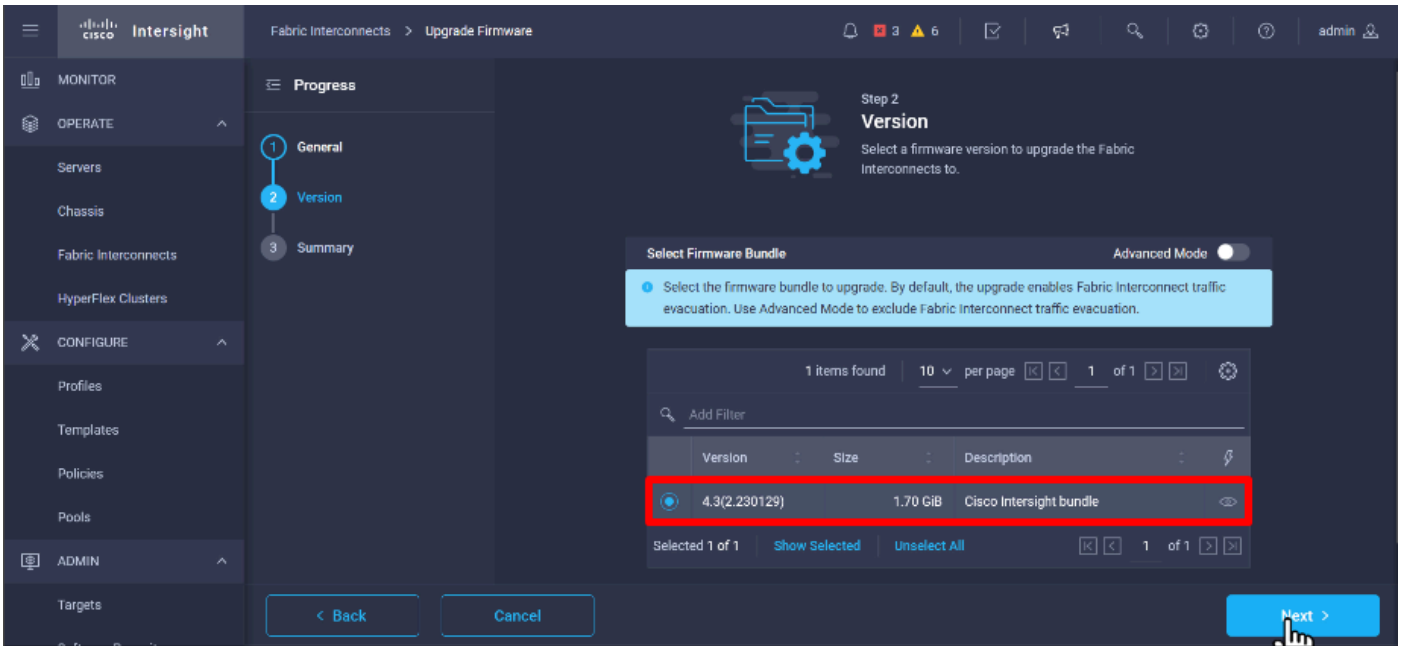 cisco Intersight
Fabric Interconnects > Upgrade Firmware
3
6
admin
MONITOR
OPERATE
Servers
Chassis
Fabric Interconnects
HyperFlex Clusters
CONFIGURE
Profiles
Templates
Policies
Pools
ADMIN
Targets
Progress
1 General
2 Version
3 Summary
Step 2
Version
Select a firmware version to upgrade the Fabric
Interconnects to.
Select Firmware Bundle
Advanced Mode
Select the firmware bundle to upgrade. By default, the upgrade enables Fabric Interconnect traffic
evacuation. Use Advanced Mode to exclude Fabric Interconnect traffic evacuation.
1 items found 10 per page 1 of 1
Add Filter
Version Size Description
4.3(2.230129) 1.70 GiB Cisco Intersight bundle
Selected 1 of 1 Show Selected Unselect All 1 of 1
< Back
Cancel
Next >